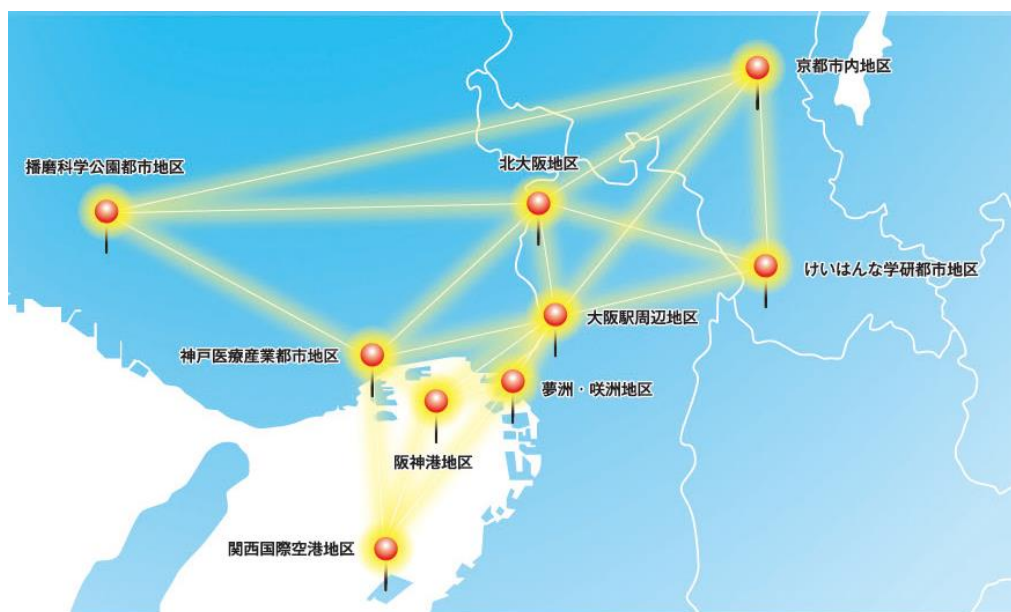 京都市内地区
播磨科学公園都市地区
北大阪地区
けいはんな学研都市地区
大阪駅周辺地区
神戸医療産業都市地区
夢洲・咲洲地区
阪神港地区
関西国際空港地区